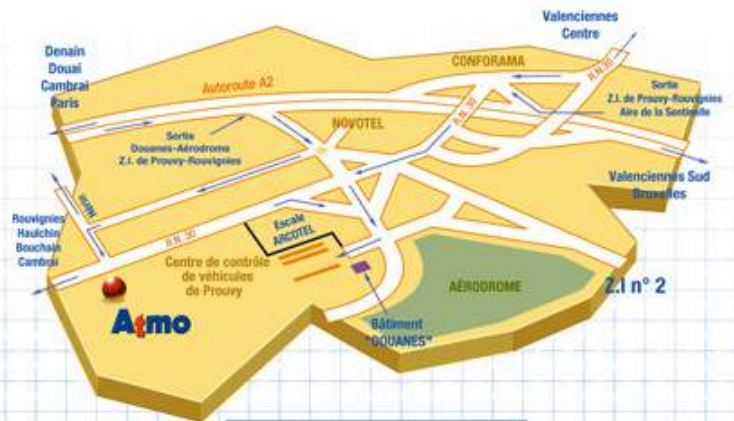 Valenciennes
Centre
Denain
Douai
Cambrai
Paris
CONFORAMA
R.N.30
Autoroute A2
Sortie
Z.I. de Prouvy-Rouvignies
Aire de la Sentinelle
R.N. 30
NOVOTEL
Sortie
Douanes-Aérodrome
Z.I. de Prouvy-Rouvignies
Valenciennes Sud
Bruxelles
Rouvignies
Haulchin
Bouchain
Cambrai
R.N. 30
Escale
ARCOTEL
Centre de contrôle
de véhicules
de Prouvy
AÉRODROME
Z.I n° 2
Atmo
Bâtiment
"DOUANES"